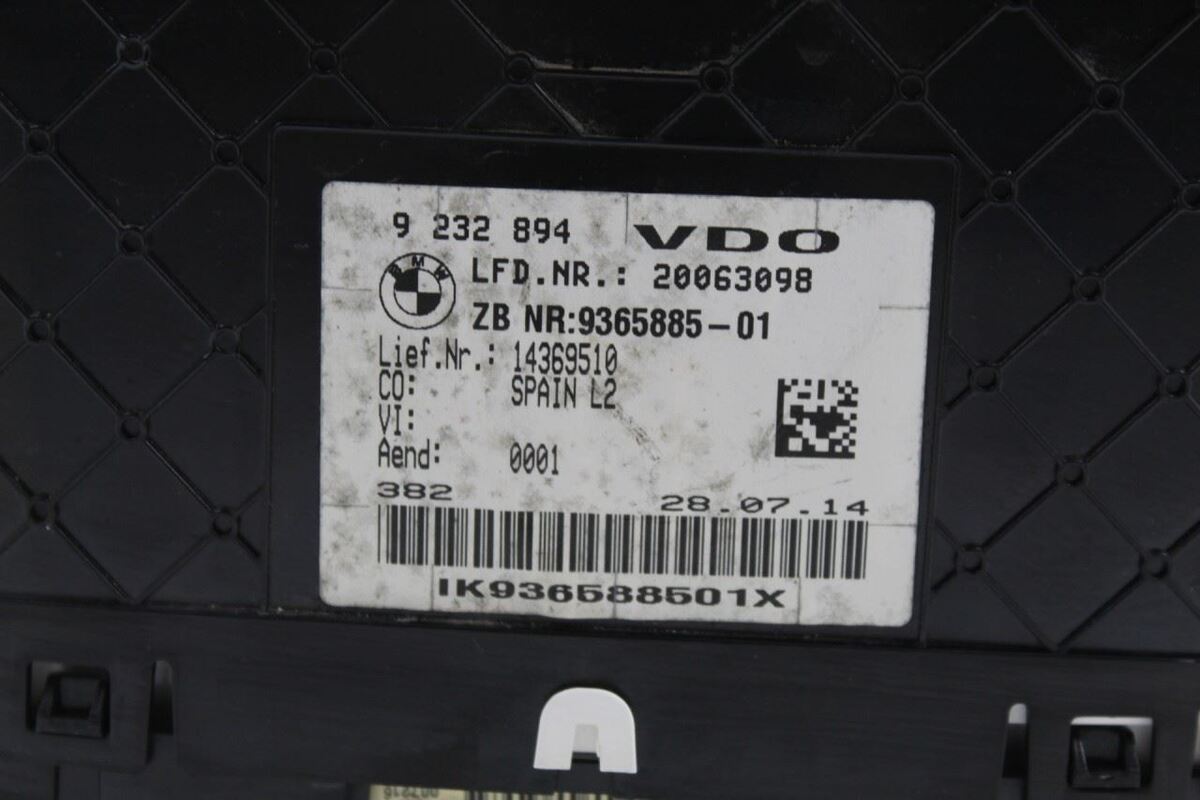 9 232 894 VDO
BMW LFD.NR.: 20063098
ZB NR:9365885-01
Lief.Nr.: 14369510
CO: SPAIN L2
VI:
Aend: 0001
382 28.07.14
IK936588501X